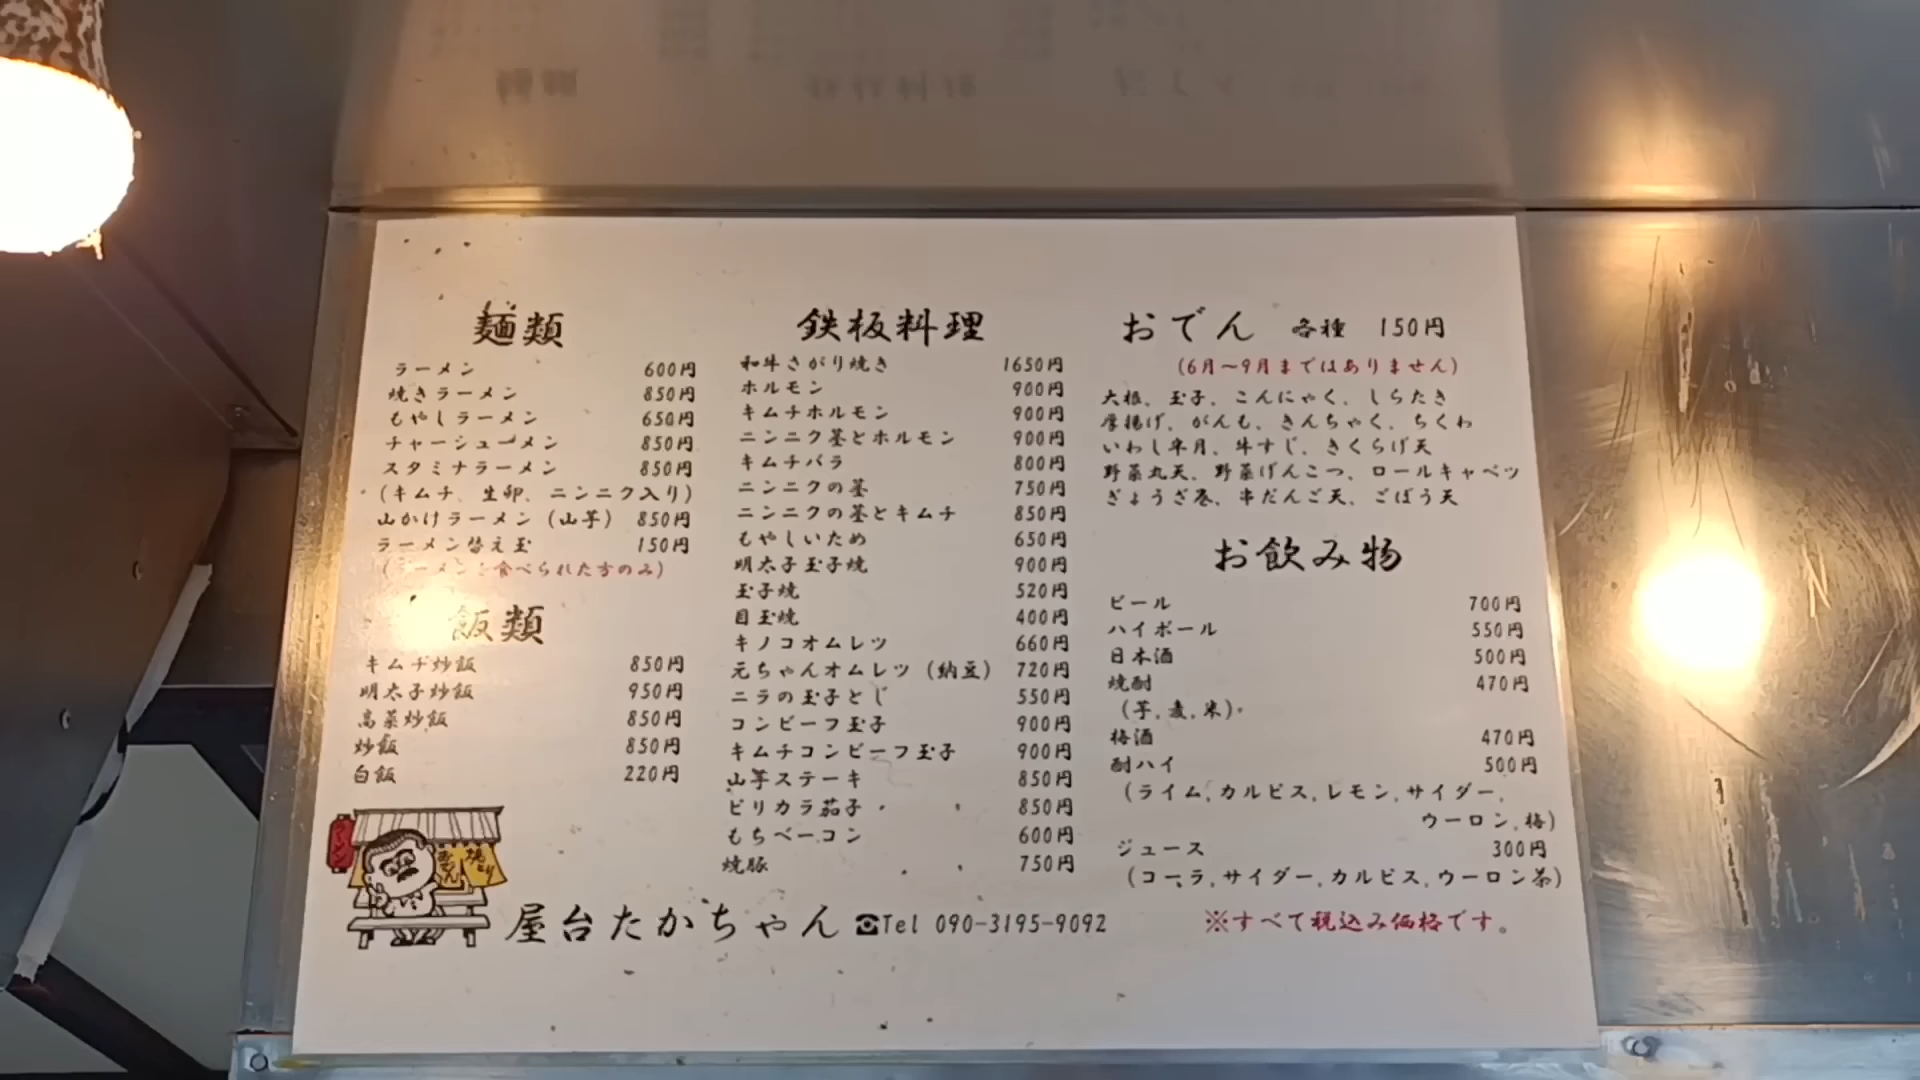 麺類
ラーメン 600円
焼きラーメン 850円
もやしラーメン 650円
チャーシューメン 850円
スタミナラーメン 850円
(キムチ、生卵、ニンニク入り)
山かけラーメン(山芋) 850円
ラーメン替え玉 150円
(ラーメンを食べられた方のみ)
飯類
キムチ炒飯 850円
明太子炒飯 950円
高菜炒飯 850円
炒飯 850円
白飯 220円
鉄板料理
和牛さがり焼き 1650円
ホルモン 900円
キムチホルモン 900円
ニンニク茎とホルモン 900円
キムチバラ 800円
ニンニクの茎 750円
ニンニクの茎とキムチ 850円
もやしいため 650円
明太子玉子焼 900円
玉子焼 520円
目玉焼 400円
キノコオムレツ 660円
元ちゃんオムレツ(納豆) 720円
ニラの玉子とじ 550円
コンビーフ玉子 900円
キムチコンビーフ玉子 900円
山芋ステーキ 850円
ピリカラ茄子 850円
もちベーコン 600円
焼豚 750円
おでん 各種 150円
(6月〜9月まではありません)
大根、玉子、こんにゃく、しらたき
厚揚げ、がんも、きんちゃく、ちくわ
いわし半月、牛すじ、きくらげ天
野菜丸天、野菜げんこつ、ロールキャベツ
ぎょうざ巻、串だんご天、ごぼう天
お飲み物
ビール 700円
ハイボール 550円
日本酒 500円
焼酎 470円
(芋,麦,米)
梅酒 470円
酎ハイ 500円
(ライム,カルピス,レモン,サイダー,
ウーロン,梅)
ジュース 300円
(コーラ,サイダー,カルピス,ウーロン茶)
ラーメン
おでん
焼とり
屋台たかちゃん ☎Tel 090-3195-9092
※すべて税込み価格です。